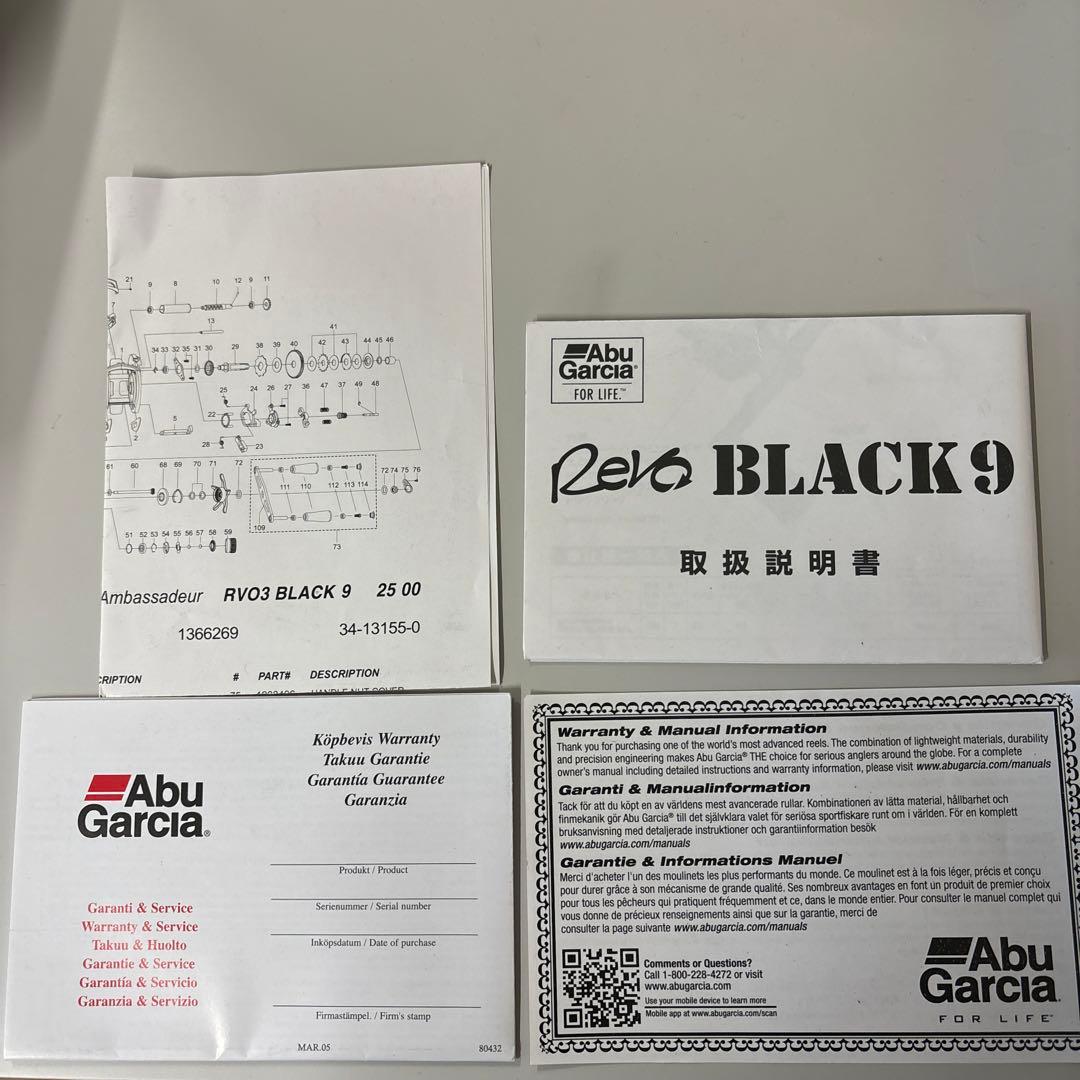 21
9 8 10 12 9 11
7
13
41
1 34 33 32 35 31 30 29 38 39 40 42 43 44 45 46
25 24 26 27 36 47 37 49 48
22
5
2
28 23
61 60 68 69 70 71 72
111 110 112 113 114
72 74 75 76
109
73
51 52 53 54 55 56 57 58 59
Ambassadeur RVO3 BLACK 9 25 00
1366269 34-13155-0
RIPTION # PART# DESCRIPTION
HANDLE NUT COVER
Abu
Garcia®
FOR LIFE.™
Revo BLACK 9
取扱説明書
Abu
Garcia®
Garanti & Service
Warranty & Service
Takuu & Huolto
Garantie & Service
Garantía & Servicio
Garanzia & Servizio
Köpbevis Warranty
Takuu Garantie
Garantía Guarantee
Garanzia
Produkt / Product
Serienummer / Serial number
Inköpsdatum / Date of purchase
Firmastämpel. / Firm's stamp
MAR.05 80432
Warranty & Manual Information
Thank you for purchasing one of the world's most advanced reels. The combination of lightweight materials, durability
and precision engineering makes Abu Garcia® THE choice for serious anglers around the globe. For a complete
owner's manual including detailed instructions and warranty information, please visit www.abugarcia.com/manuals
Garanti & Manualinformation
Tack för att du köpt en av världens mest avancerade rullar. Kombinationen av lätta material, hållbarhet och
finmekanik gör Abu Garcia® till det självklara valet för seriösa sportfiskare runt om i världen. För en komplett
bruksanvisning med detaljerade instruktioner och garantiinformation besök
www.abugarcia.com/manuals
Garantie & Informations Manuel
Merci d'acheter l'un des moulinets les plus performants du monde. Ce moulinet est à la fois léger, précis et conçu
pour durer grâce à son mécanisme de grande qualité. Ses nombreux avantages en font un produit de premier choix
pour tous les pêcheurs qui pratiquent fréquemment et ce, dans le monde entier. Pour consulter le manuel complet qui
vous donne de précieux renseignements ainsi que sur la garantie, merci de
consulter la page suivante www.abugarcia.com/manuals
Comments or Questions?
Call 1-800-228-4272 or visit
www.abugarcia.com
Use your mobile device to learn more
Mobile app at www.abugarcia.com/scan
Abu
Garcia®
FOR LIFE™